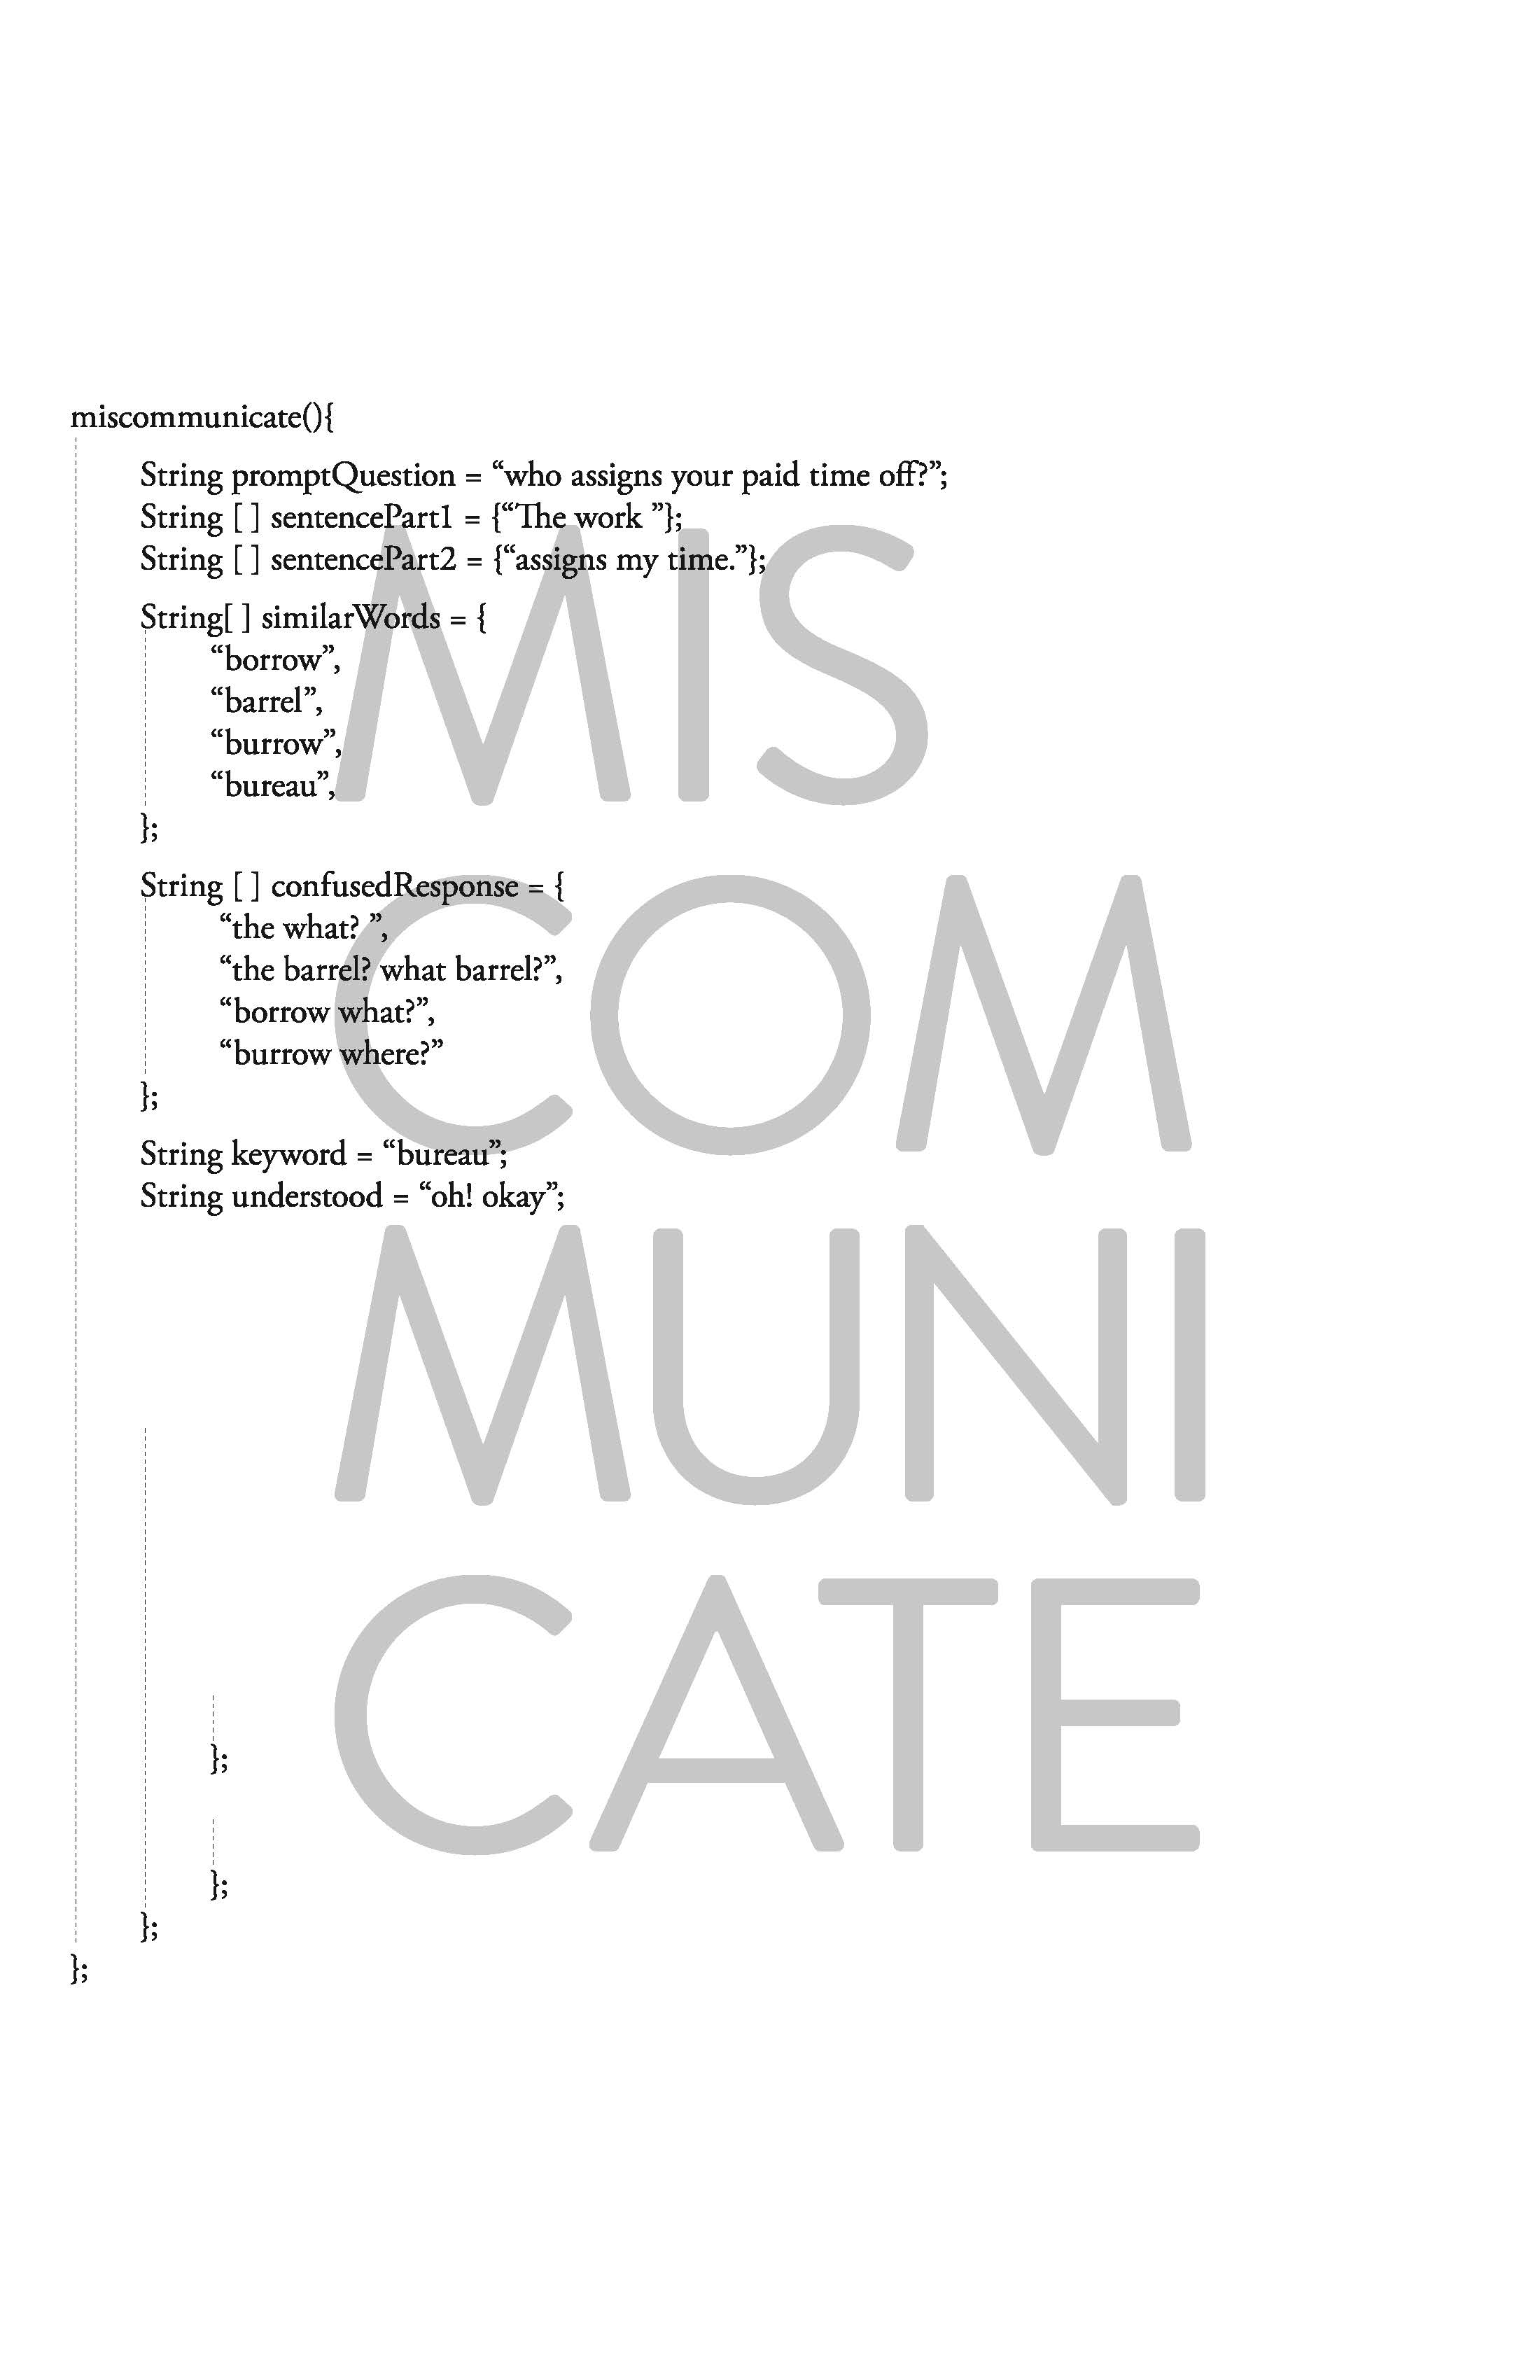 miscommunicate(){
String promptQuestion = “who assigns your paid time off?”;
String [ ] sentencePart1 = {“The work ”};
String [ ] sentencePart2 = {“assigns my time.”};
String[ ] similarWords = {
“borrow”,
“barrel”,
“burrow”,
“bureau”,
};
String [ ] confusedResponse = {
“the what? ”,
“the barrel? what barrel?”,
“borrow what?”,
“burrow where?”
};
String keyword = “bureau”;
String understood = “oh! okay”;
};
};
};
};
MIS
COM
MUNI
CATE